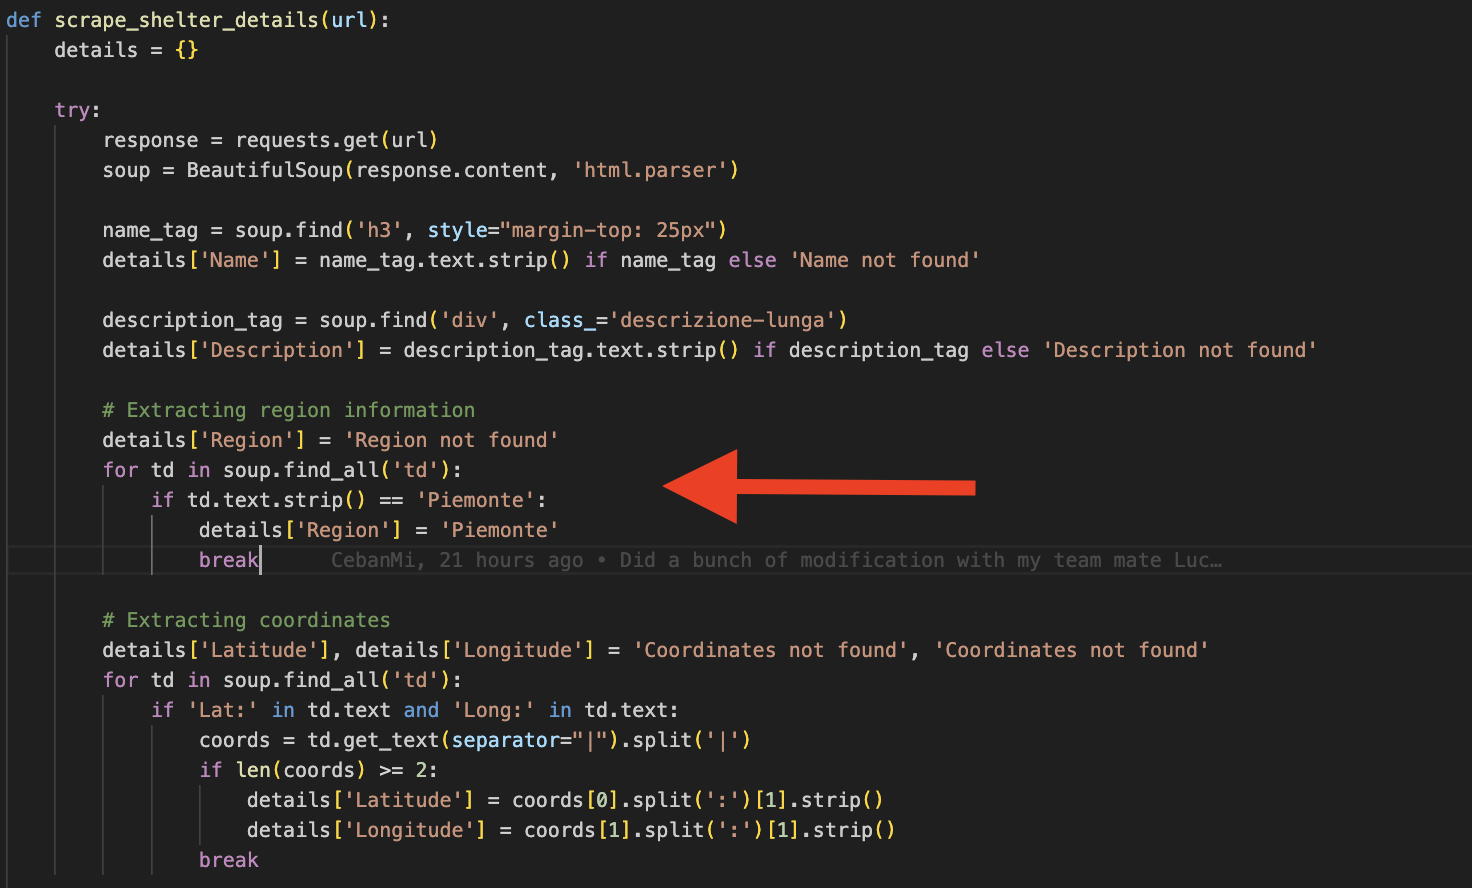 def scrape_shelter_details(url):
    details = {}
    try:
        response = requests.get(url)
        soup = BeautifulSoup(response.content, 'html.parser')
        name_tag = soup.find('h3', style="margin-top: 25px")
        details['Name'] = name_tag.text.strip() if name_tag else 'Name not found'
        description_tag = soup.find('div', class_='descrizione-lunga')
        details['Description'] = description_tag.text.strip() if description_tag else 'Description not found'
        # Extracting region information
        details['Region'] = 'Region not found'
        for td in soup.find_all('td'):
            if td.text.strip() == 'Piemonte':
                details['Region'] = 'Piemonte'
                break CebanMi, 21 hours ago • Did a bunch of modification with my team mate Luc…
        # Extracting coordinates
        details['Latitude'], details['Longitude'] = 'Coordinates not found', 'Coordinates not found'
        for td in soup.find_all('td'):
            if 'Lat:' in td.text and 'Long:' in td.text:
                coords = td.get_text(separator="|").split('|')
                if len(coords) >= 2:
                    details['Latitude'] = coords[0].split(':')[1].strip()
                    details['Longitude'] = coords[1].split(':')[1].strip()
                break